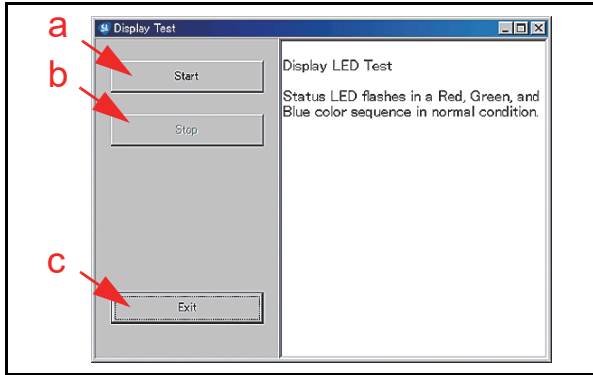 Display Test
a
Start
b
Stop
c
Exit
Display LED Test
Status LED flashes in a Red, Green, and
Blue color sequence in normal condition.